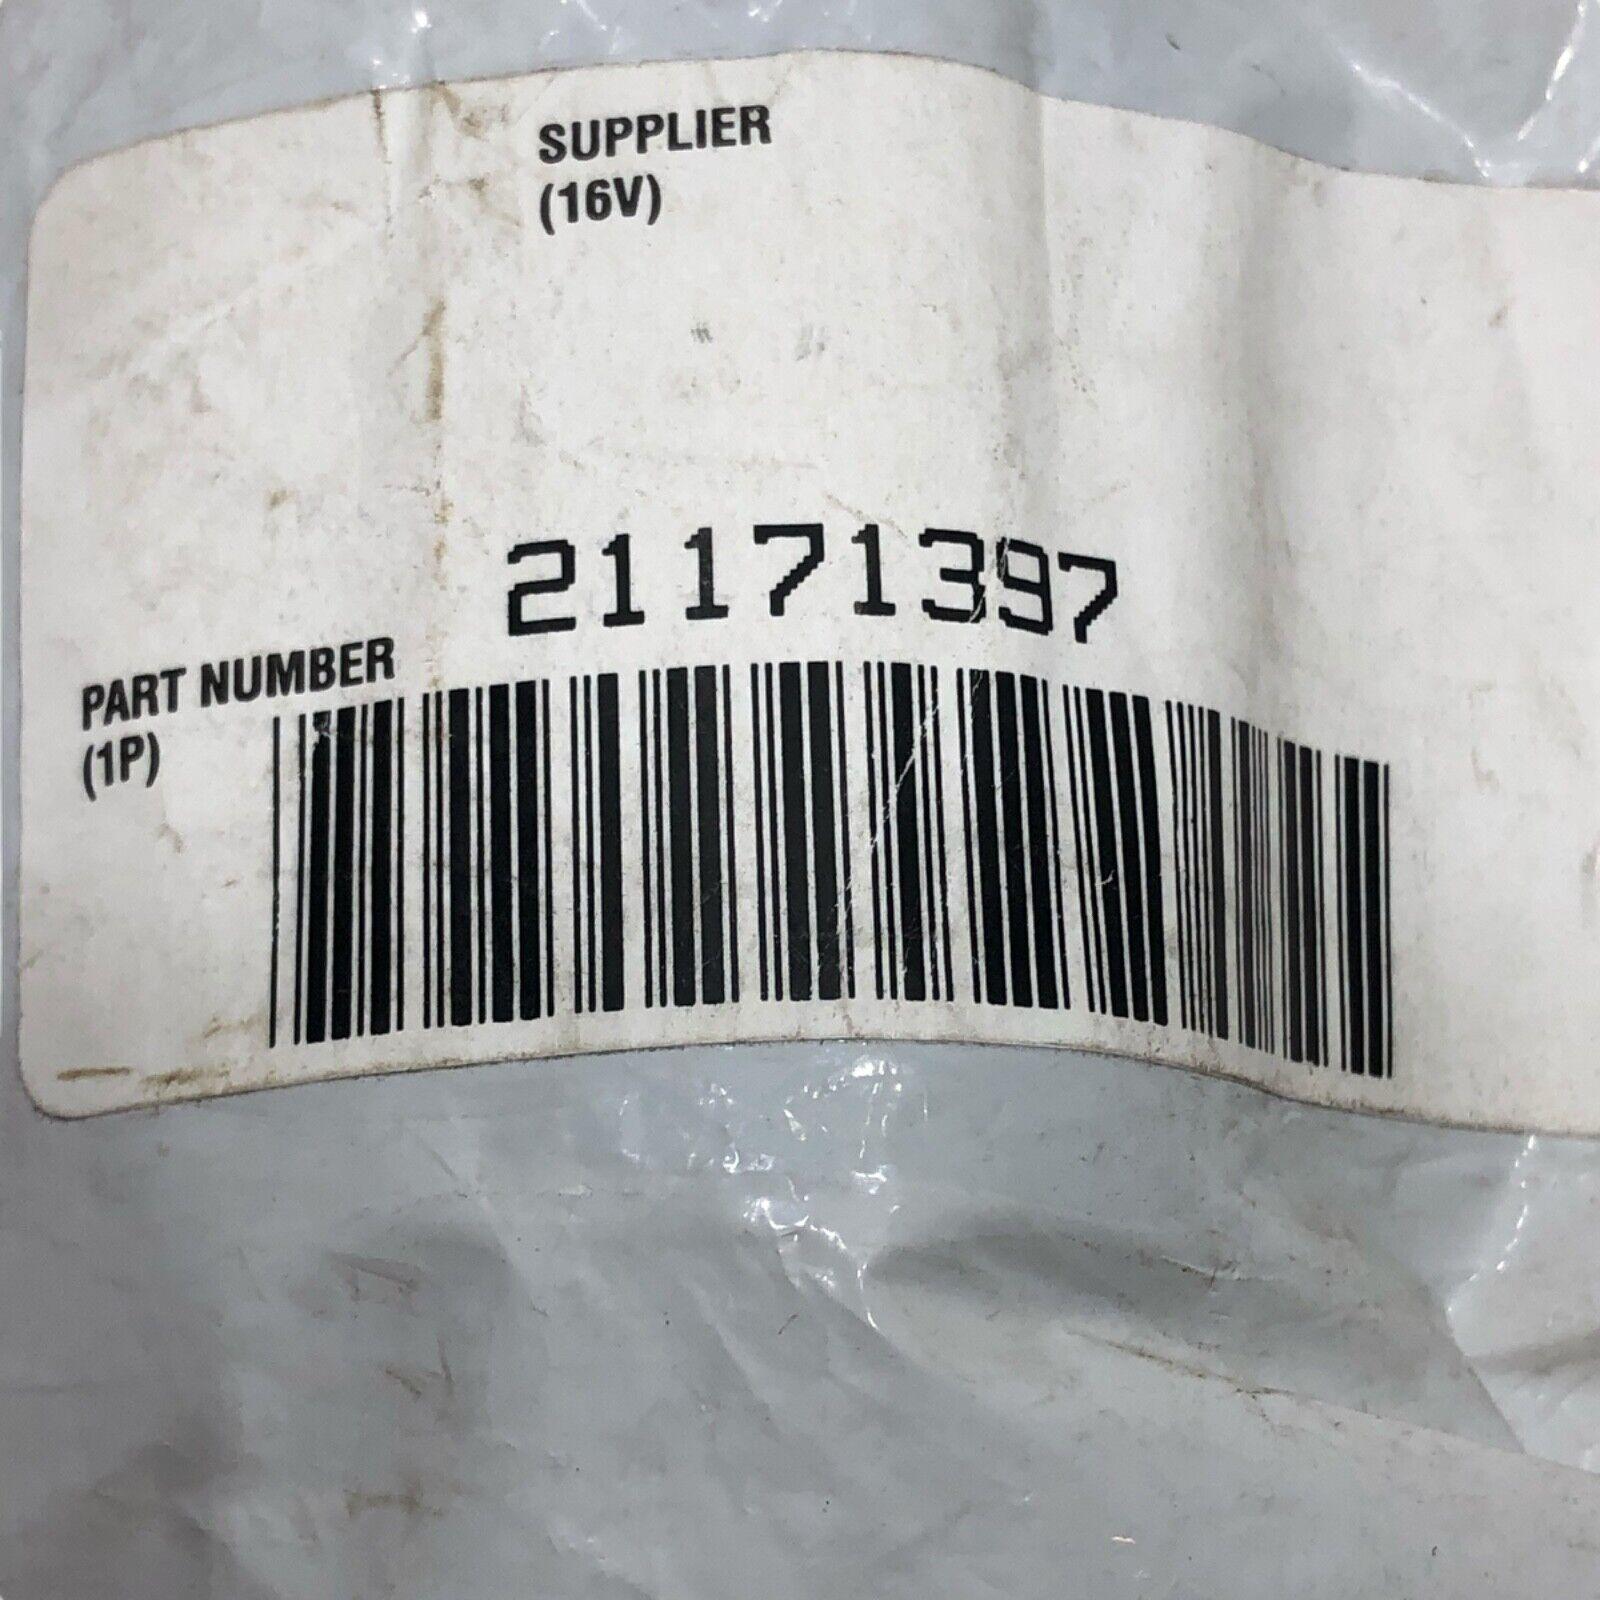 SUPPLIER
(16V)
21171397
PART NUMBER
(1P)